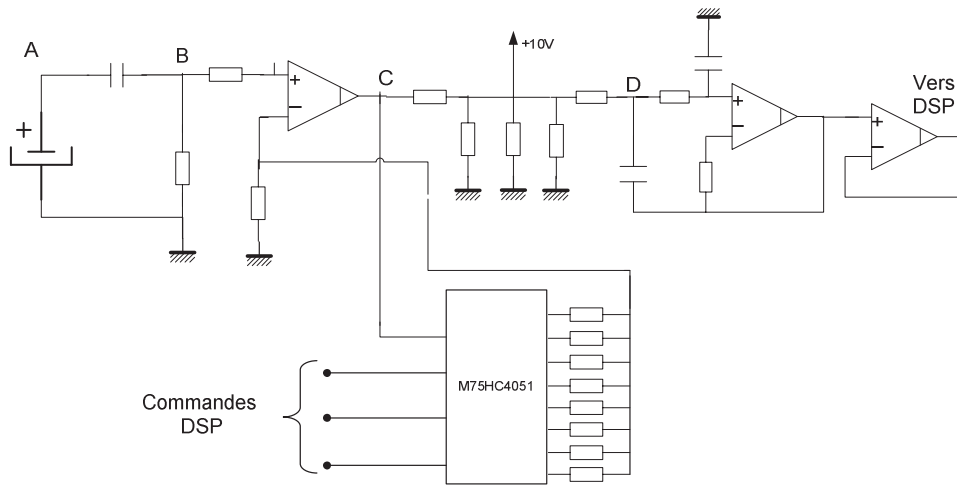 A
B
C
+10V
D
Vers
DSP
+
+
−
+
−
+
−
M75HC4051
Commandes
DSP